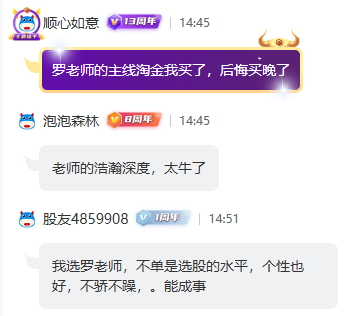 顺心如意 V 13周年 14:45
罗老师的主线淘金我买了，后悔买晚了
泡泡森林 V 8周年 14:45
老师的浩瀚深度，太牛了
股友4859908 V 1周年 14:51
我选罗老师，不单是选股的水平，个性也
好，不骄不躁，。能成事